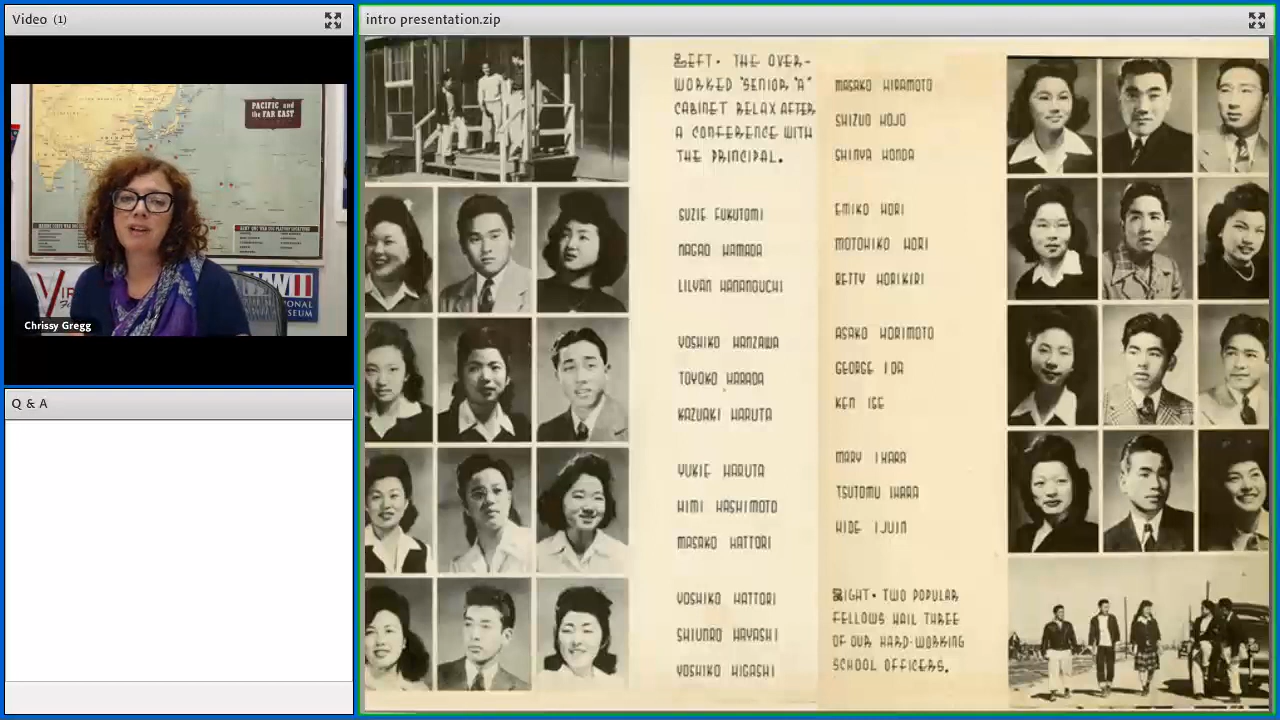 Video (1)
intro presentation.zip
PACIFIC and the
FAR EAST
Chrissy Gregg
Q & A
LEFT. THE OVER-
WORKED "SENIOR "A"
CABINET RELAX AFTER
A CONFERENCE WITH
THE PRINCIPAL.
SUZIE FUKUTOMI
NAGAO HAMADA
LILYAN HANANOUCHI
YOSHIKO HANZAWA
TOYOKO HARADA
KAZUAKI HARUTA
YUKIE HARUTA
KIMI HASHIMOTO
MASAKO HATTORI
YOSHIKO HATTORI
SHIUNRO HAYASHI
YOSHIKO HIGASHI
MASAKO HIRAMOTO
SHIZUO HOJO
SHINYA HONDA
EMIKO HORI
MOTOHIKO HORI
BETTY HORIKIRI
ASAKO HORIMOTO
GEORGE IDA
KEN IGE
MARY IHARA
TSUTOMU IHARA
HIDE IJUIN
RIGHT. TWO POPULAR
FELLOWS HAIL THREE
OF OUR HARD-WORKING
SCHOOL OFFICERS.